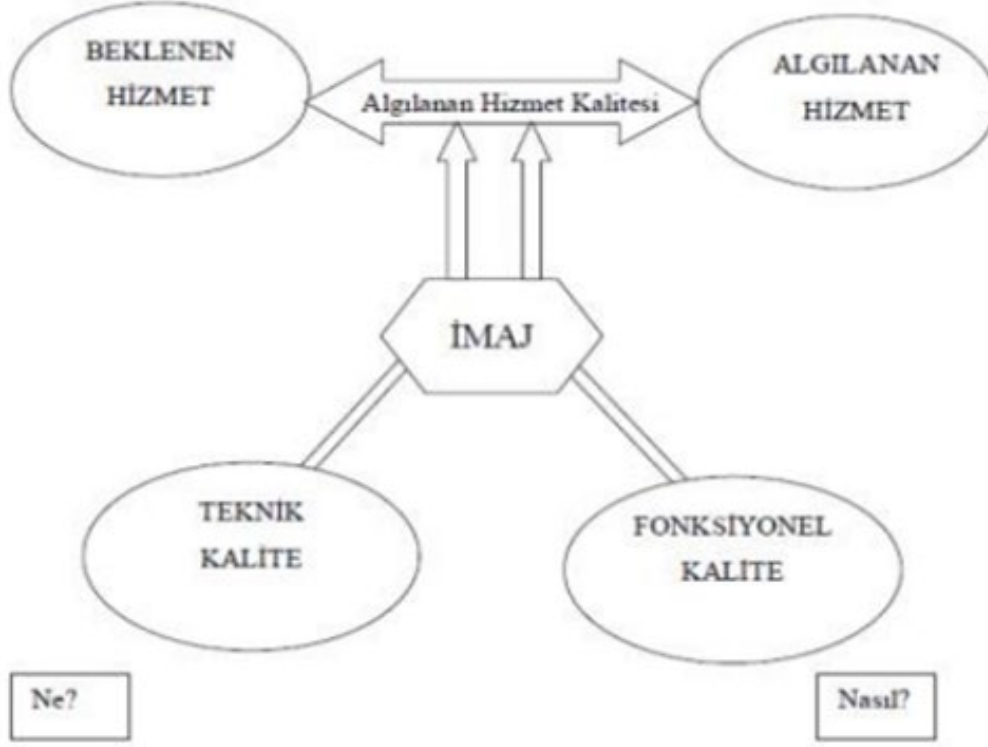 BEKLENEN
HİZMET
Algılanan Hizmet Kalitesi
ALGILANAN
HİZMET
İMAJ
TEKNİK
KALİTE
FONKSİYONEL
KALİTE
Ne?
Nasıl?